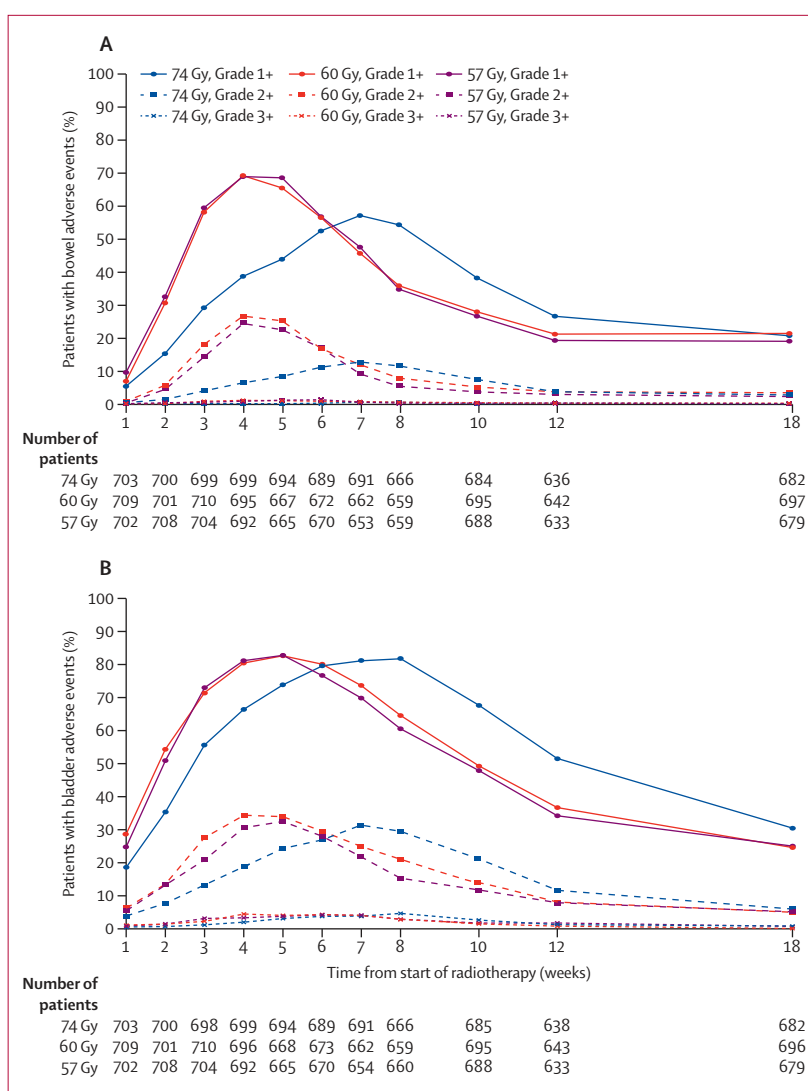 A
100
90
80
70
60
50
40
30
20
10
0
Patients with bowel adverse events (%)
74 Gy, Grade 1+ 60 Gy, Grade 1+ 57 Gy, Grade 1+
74 Gy, Grade 2+ 60 Gy, Grade 2+ 57 Gy, Grade 2+
74 Gy, Grade 3+ 60 Gy, Grade 3+ 57 Gy, Grade 3+
1 2 3 4 5 6 7 8 10 12 18
Number of
patients
74 Gy 703 700 699 699 694 689 691 666 684 636 682
60 Gy 709 701 710 695 667 672 662 659 695 642 697
57 Gy 702 708 704 692 665 670 653 659 688 633 679
B
100
90
80
70
60
50
40
30
20
10
0
Patients with bladder adverse events (%)
1 2 3 4 5 6 7 8 10 12 18
Time from start of radiotherapy (weeks)
Number of
patients
74 Gy 703 700 698 699 694 689 691 666 685 638 682
60 Gy 709 701 710 696 668 673 662 659 695 643 696
57 Gy 702 708 704 692 665 670 654 660 688 633 679